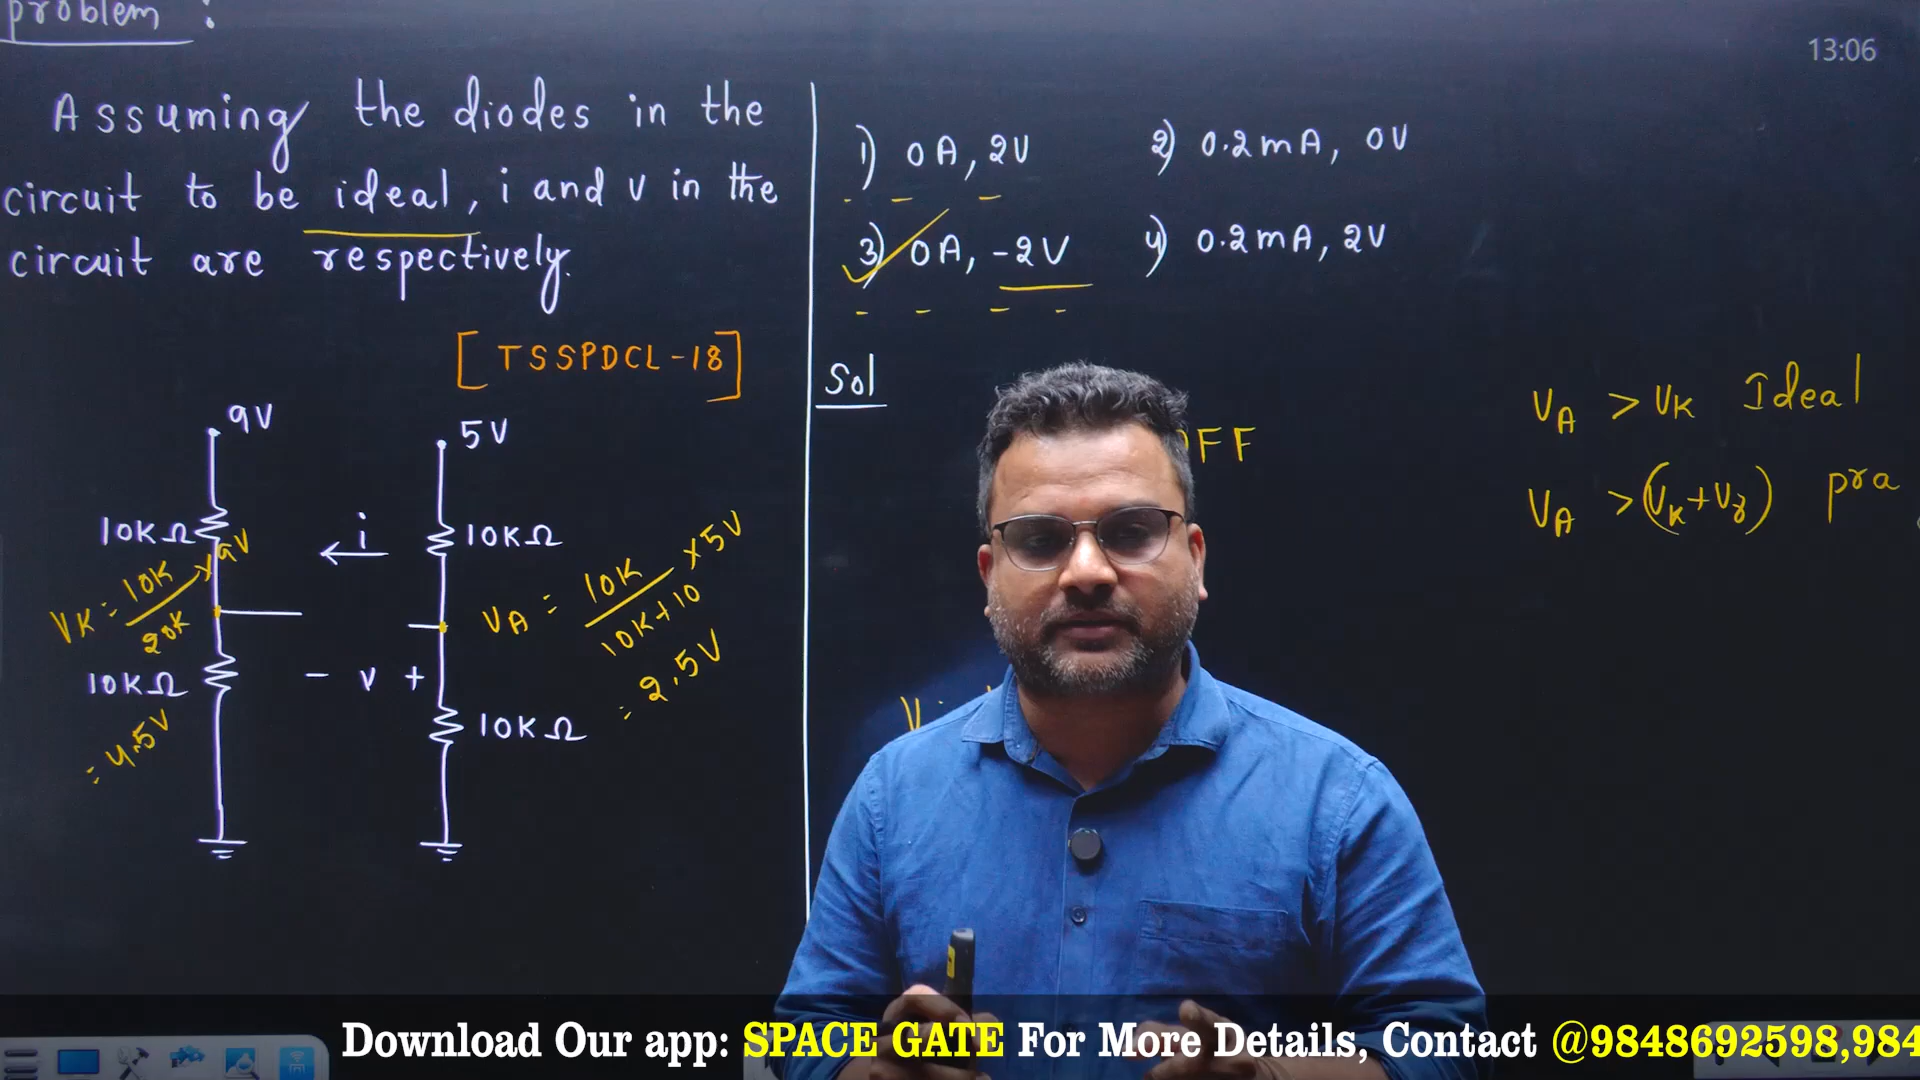 problem :
13:06
Assuming the diodes in the
circuit to be ideal, i and v in the
circuit are respectively.
[TSSPDCL-18]
1) 0A, 2V
2) 0.2mA, 0V
3) 0A, -2V
4) 0.2mA, 2V
Sol
FF
VA > VK Ideal
VA > (VK+Vγ) pra
9V
5V
10KΩ
i
10KΩ
VK = 10K/20K × 9V
= 4.5V
VA = 10K/10K+10 × 5V
= 2.5V
- v +
10KΩ
10KΩ
Download Our app: SPACE GATE For More Details, Contact @9848692598,984